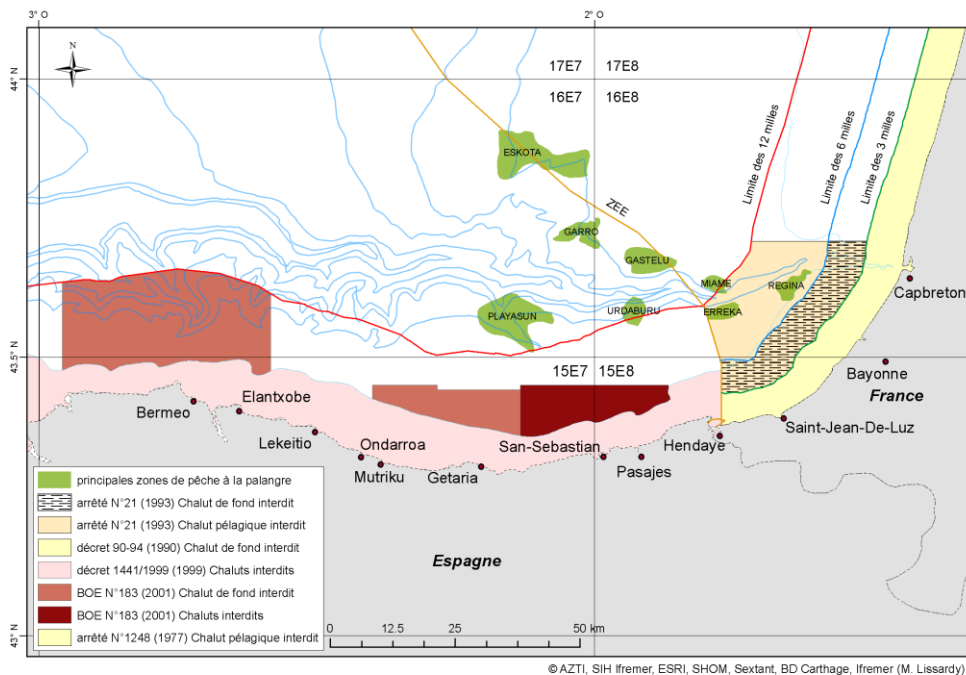 3° O
2° O
N
44° N
17E7
17E8
16E7
16E8
ESKOTA
Limite des 12 milles
Limite des 6 milles
Limite des 3 milles
ZEE
GARRO
GASTELU
MIAME
REGINA
Capbreton
PLAYASUN
URDABURU
ERREKA
43.5° N
15E7
15E8
Bayonne
France
Elantxobe
Bermeo
Saint-Jean-De-Luz
Lekeitio
Ondarroa
San-Sebastian
Hendaye
Mutriku
Getaria
Pasajes
principales zones de pêche à la palangre
arrêté N°21 (1993) Chalut de fond interdit
arrêté N°21 (1993) Chalut pélagique interdit
décret 90-94 (1990) Chalut de fond interdit
décret 1441/1999 (1999) Chaluts interdits
BOE N°183 (2001) Chalut de fond interdit
BOE N°183 (2001) Chaluts interdits
arrêté N°1248 (1977) Chalut pélagique interdit
Espagne
43° N
0 12.5 25 50 km
© AZTI, SIH Ifremer, ESRI, SHOM, Sextant, BD Carthage, Ifremer (M. Lissardy)